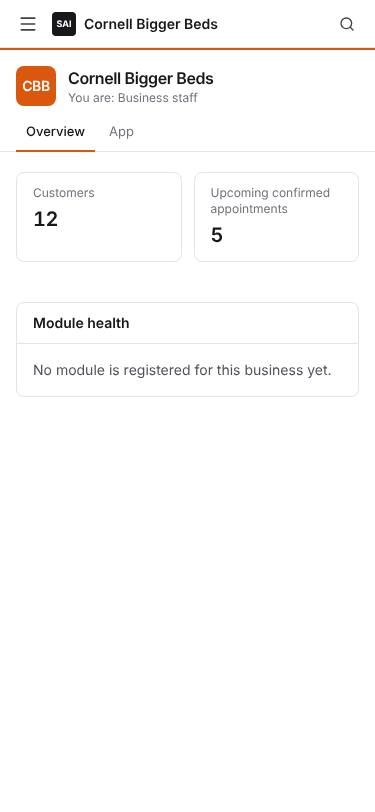 SAI
Cornell Bigger Beds
CBB
Cornell Bigger Beds
You are: Business staff
Overview
App
Customers
12
Upcoming confirmed
appointments
5
Module health
No module is registered for this business yet.